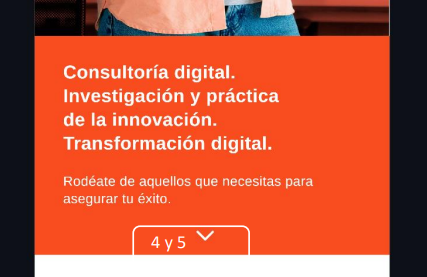 Consultoría digital.
Investigación y práctica
de la innovación.
Transformación digital.
Rodéate de aquellos que necesitas para
asegurar tu éxito.
4 y 5